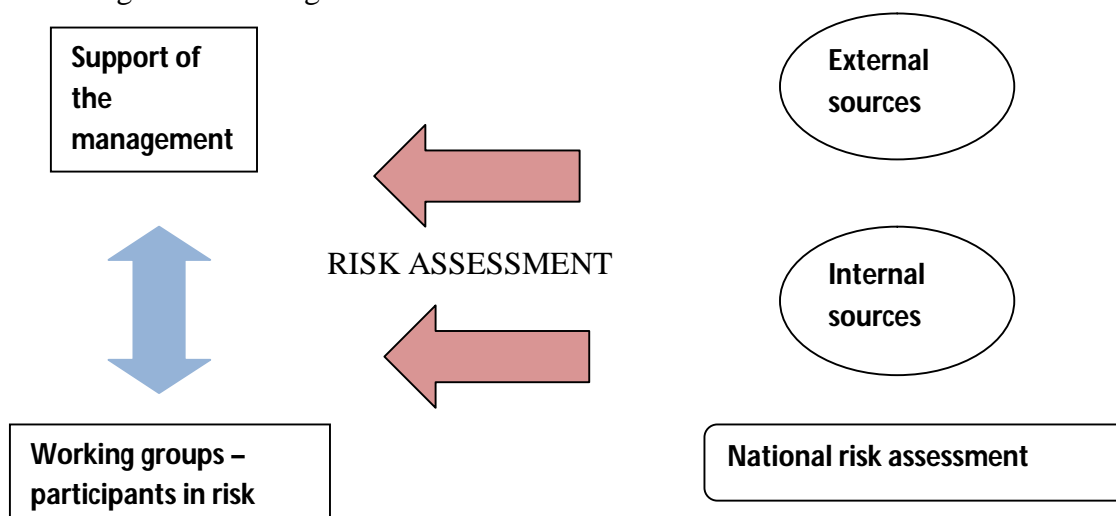 Support of
the
management
External
sources
RISK ASSESSMENT
Internal
sources
Working groups –
participants in risk
National risk assessment